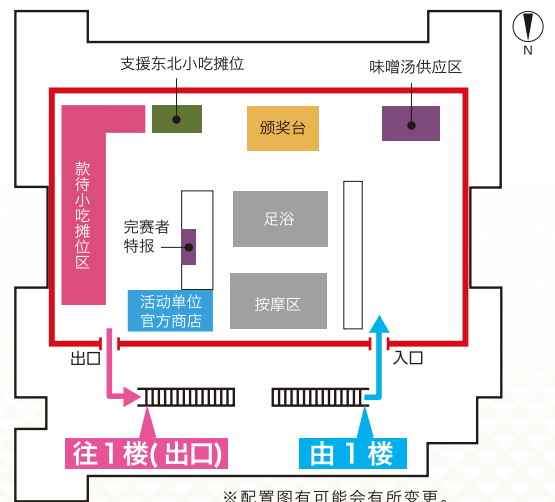 N
支援东北小吃摊位
味噌汤供应区
颁奖台
款待小吃摊位区
足浴
完赛者
特报
按摩区
活动单位
官方商店
出口
入口
往1楼(出口)
由1楼
※配置图有可能会有所变更。